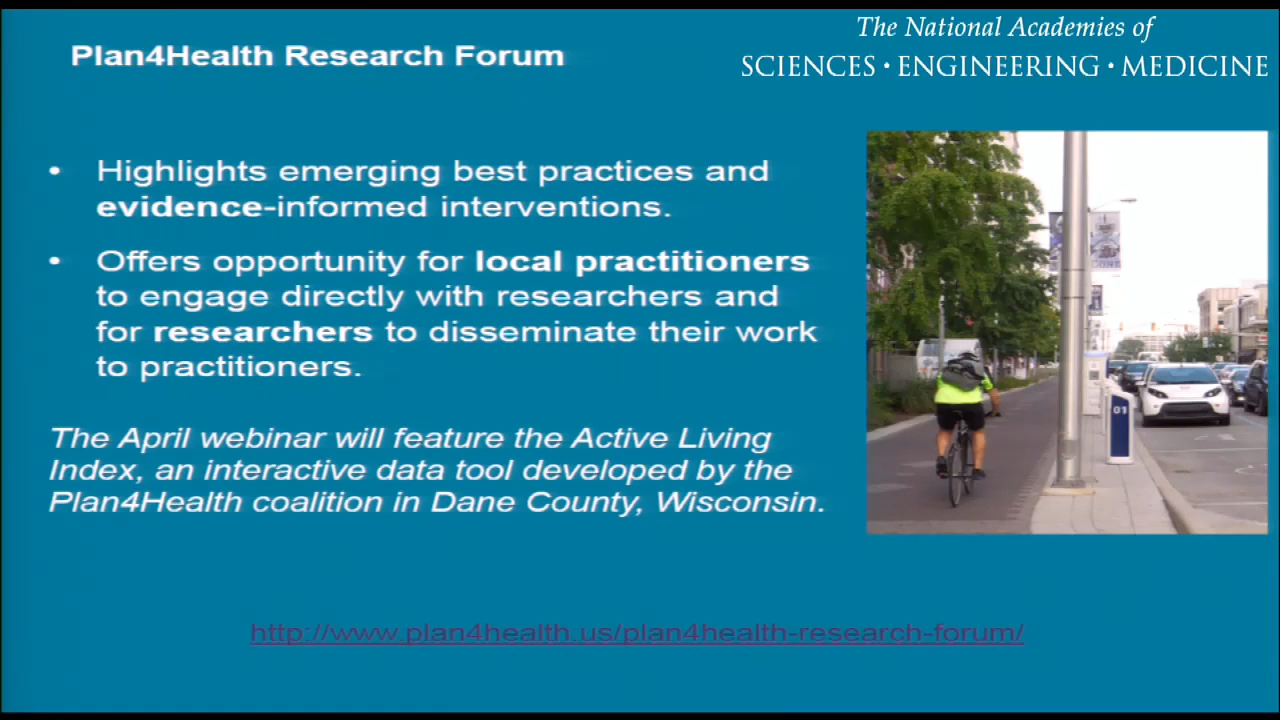 The National Academies of
SCIENCES • ENGINEERING • MEDICINE
Plan4Health Research Forum
• Highlights emerging best practices and
evidence-informed interventions.
• Offers opportunity for local practitioners
to engage directly with researchers and
for researchers to disseminate their work
to practitioners.
The April webinar will feature the Active Living
Index, an interactive data tool developed by the
Plan4Health coalition in Dane County, Wisconsin.
01
http://www.plan4health.us/plan4health-research-forum/